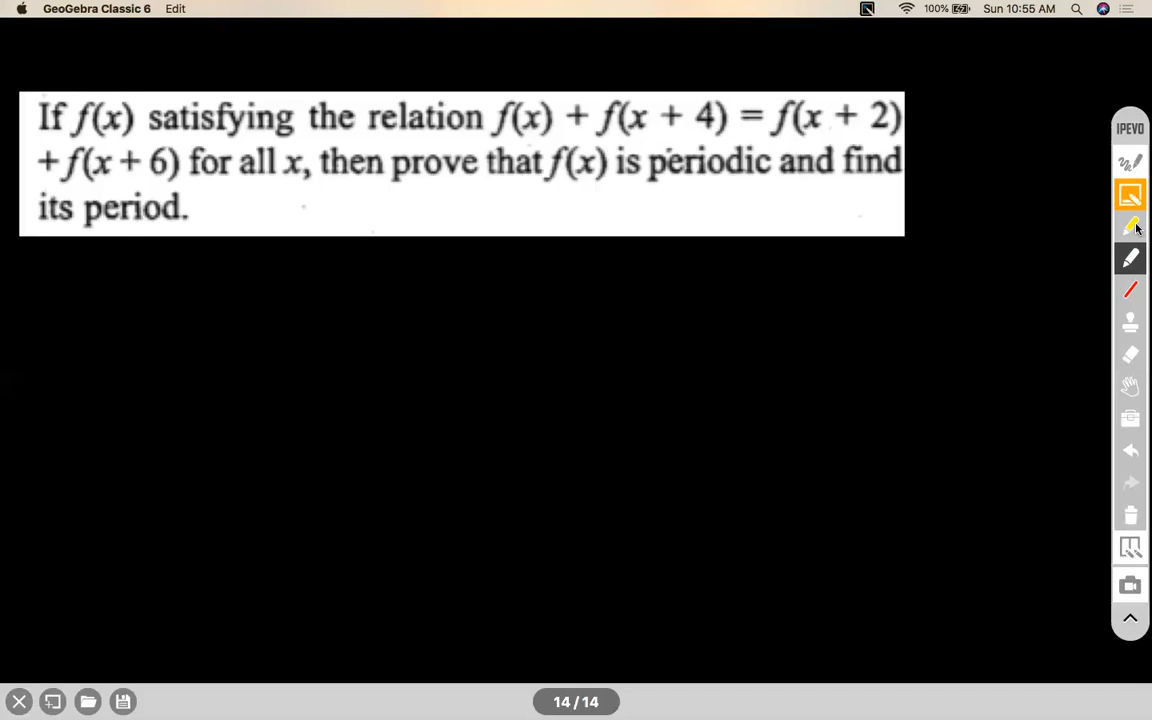 GeoGebra Classic 6 Edit 100% Sun 10:55 AM
If f(x) satisfying the relation f(x) + f(x + 4) = f(x + 2)
+ f(x + 6) for all x, then prove that f(x) is periodic and find
its period.
IPEVO
14 / 14